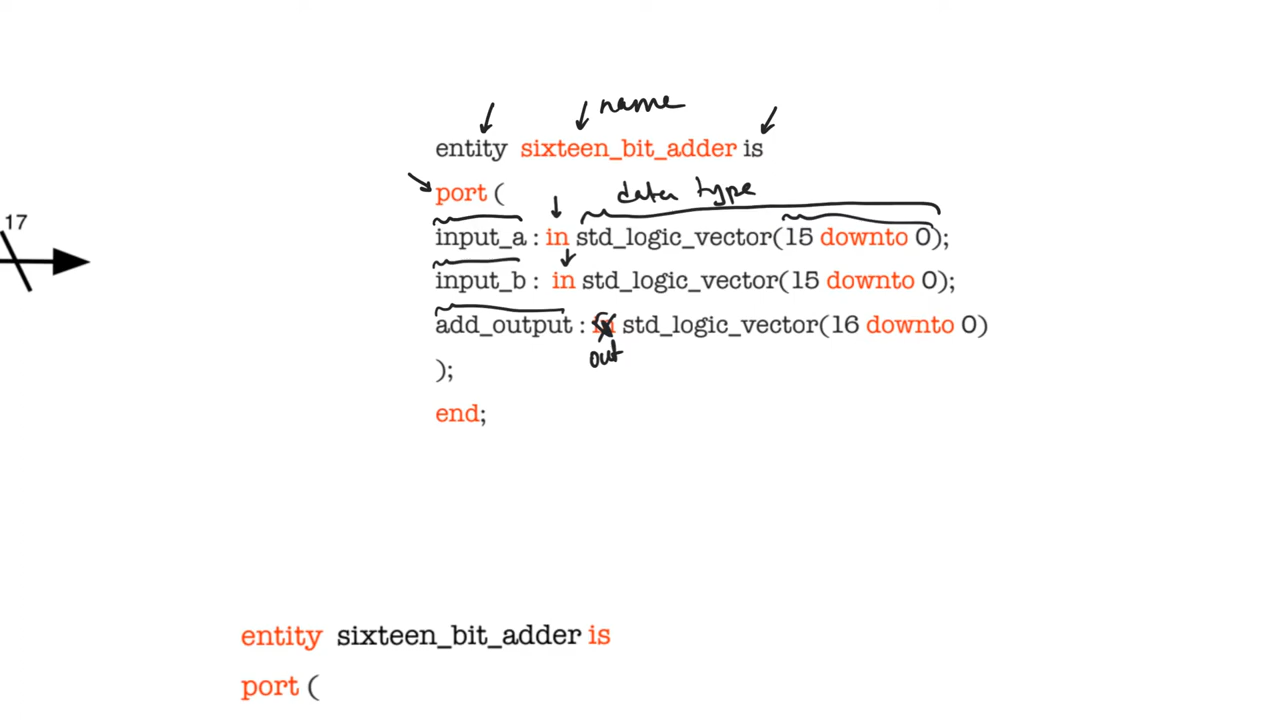 name
entity sixteen_bit_adder is
port (
data type
17
input_a : in std_logic_vector(15 downto 0);
input_b : in std_logic_vector(15 downto 0);
add_output : in std_logic_vector(16 downto 0)
out
);
end;
entity sixteen_bit_adder is
port (